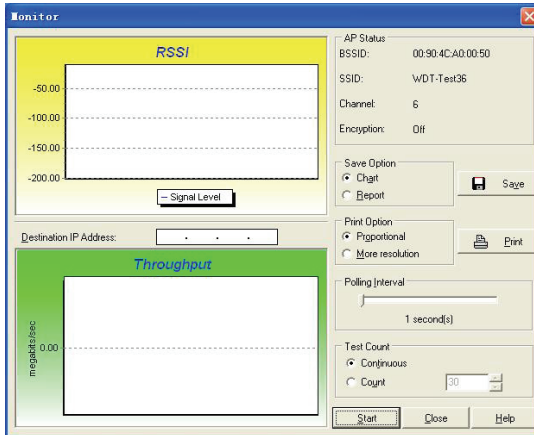 Monitor
RSSI
-50.00
-100.00
-150.00
-200.00
Signal Level
Destination IP Address: . . .
Throughput
megabits/sec
0.00
AP Status
BSSID: 00:90:4C:A0:00:50
SSID: WDT-Test36
Channel: 6
Encryption: Off
Save Option
Chart
Report
Save
Print Option
Proportional
More resolution
Print
Polling Interval
1 second(s)
Test Count
Continuous
Count 30
Start Close Help